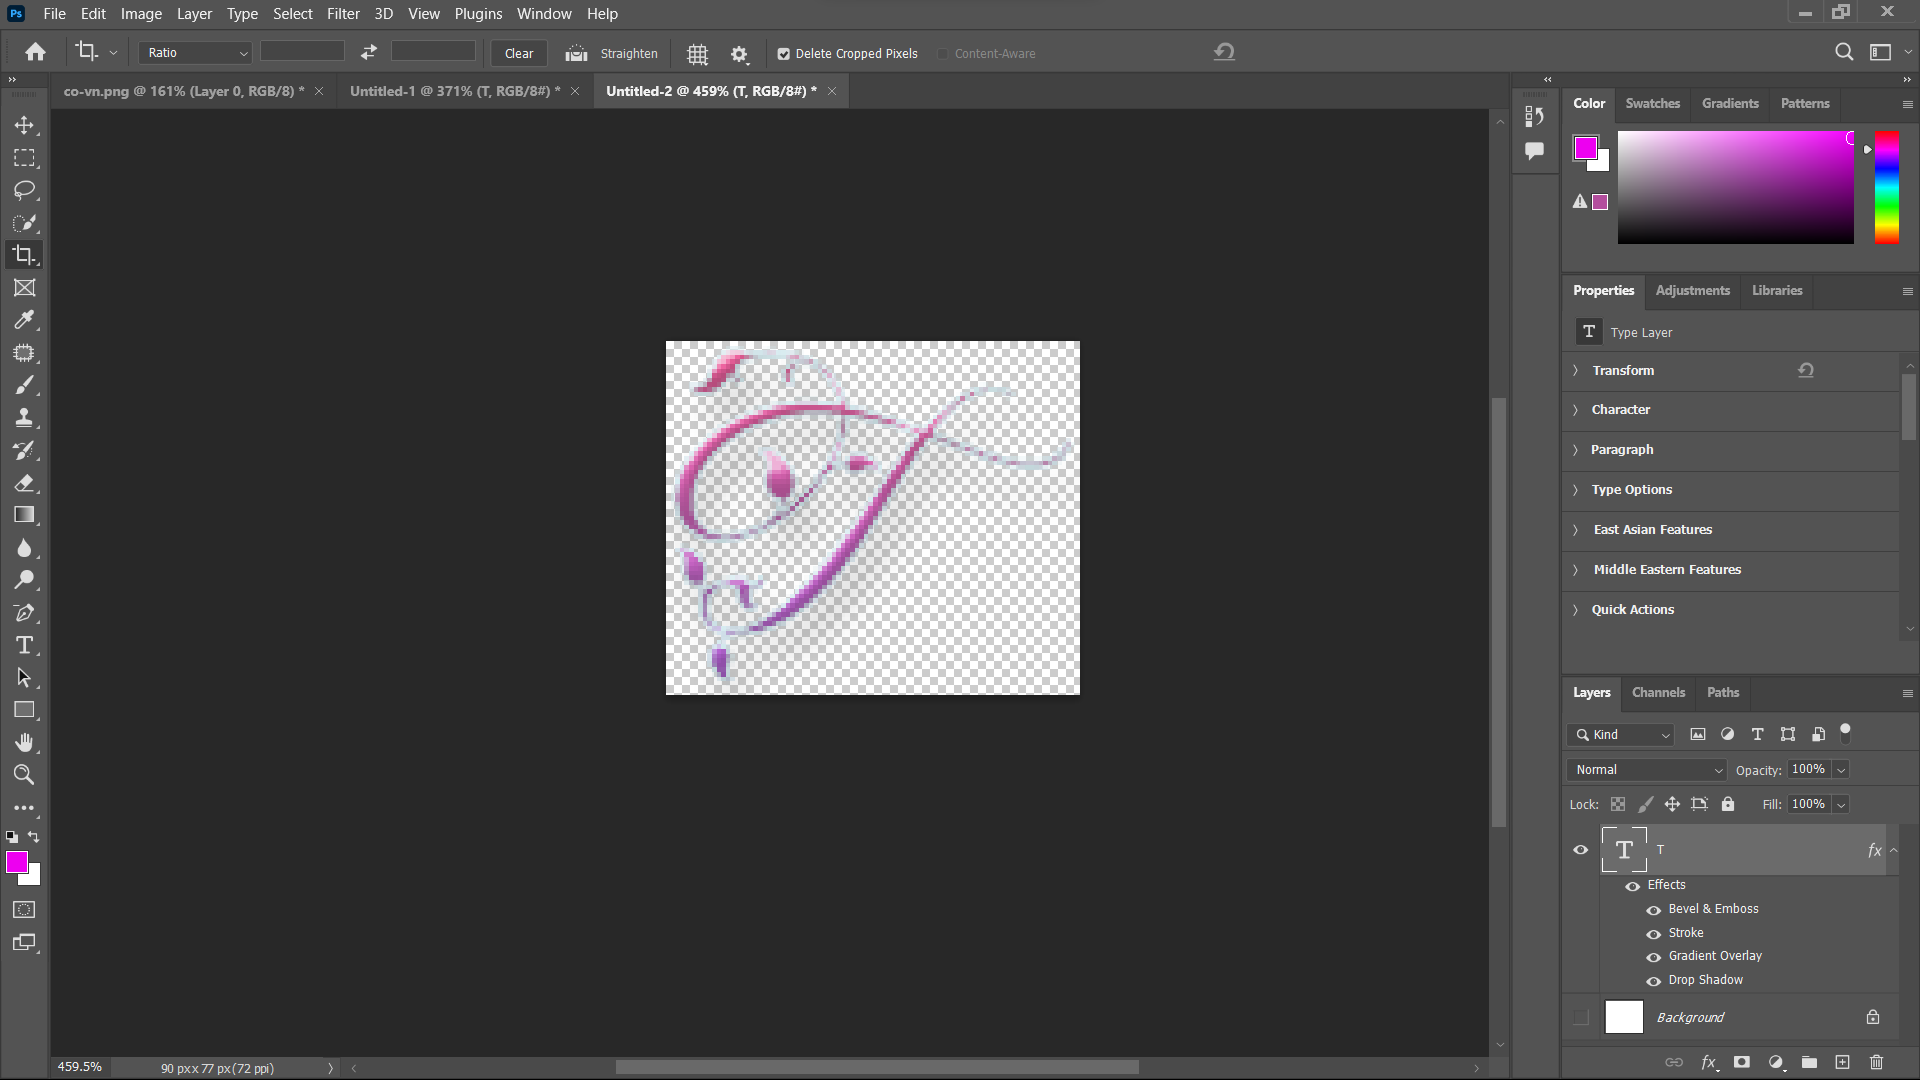 Ps File Edit Image Layer Type Select Filter 3D View Plugins Window Help
Ratio Clear Straighten Delete Cropped Pixels Content-Aware
co-vn.png @ 161% (Layer 0, RGB/8) * Untitled-1 @ 371% (T, RGB/8#) * Untitled-2 @ 459% (T, RGB/8#) *
Color Swatches Gradients Patterns
Properties Adjustments Libraries
T Type Layer
Transform
Character
Paragraph
Type Options
East Asian Features
Middle Eastern Features
Quick Actions
Layers Channels Paths
Kind
Normal Opacity: 100%
Lock: Fill: 100%
T T fx
Effects
Bevel & Emboss
Stroke
Gradient Overlay
Drop Shadow
Background
459.5% 90 px x 77 px (72 ppi) fx